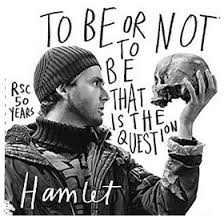 TO BE OR NOT
TO
BE
THAT
IS THE
QUESTION
RSC
50
YEARS
Hamlet